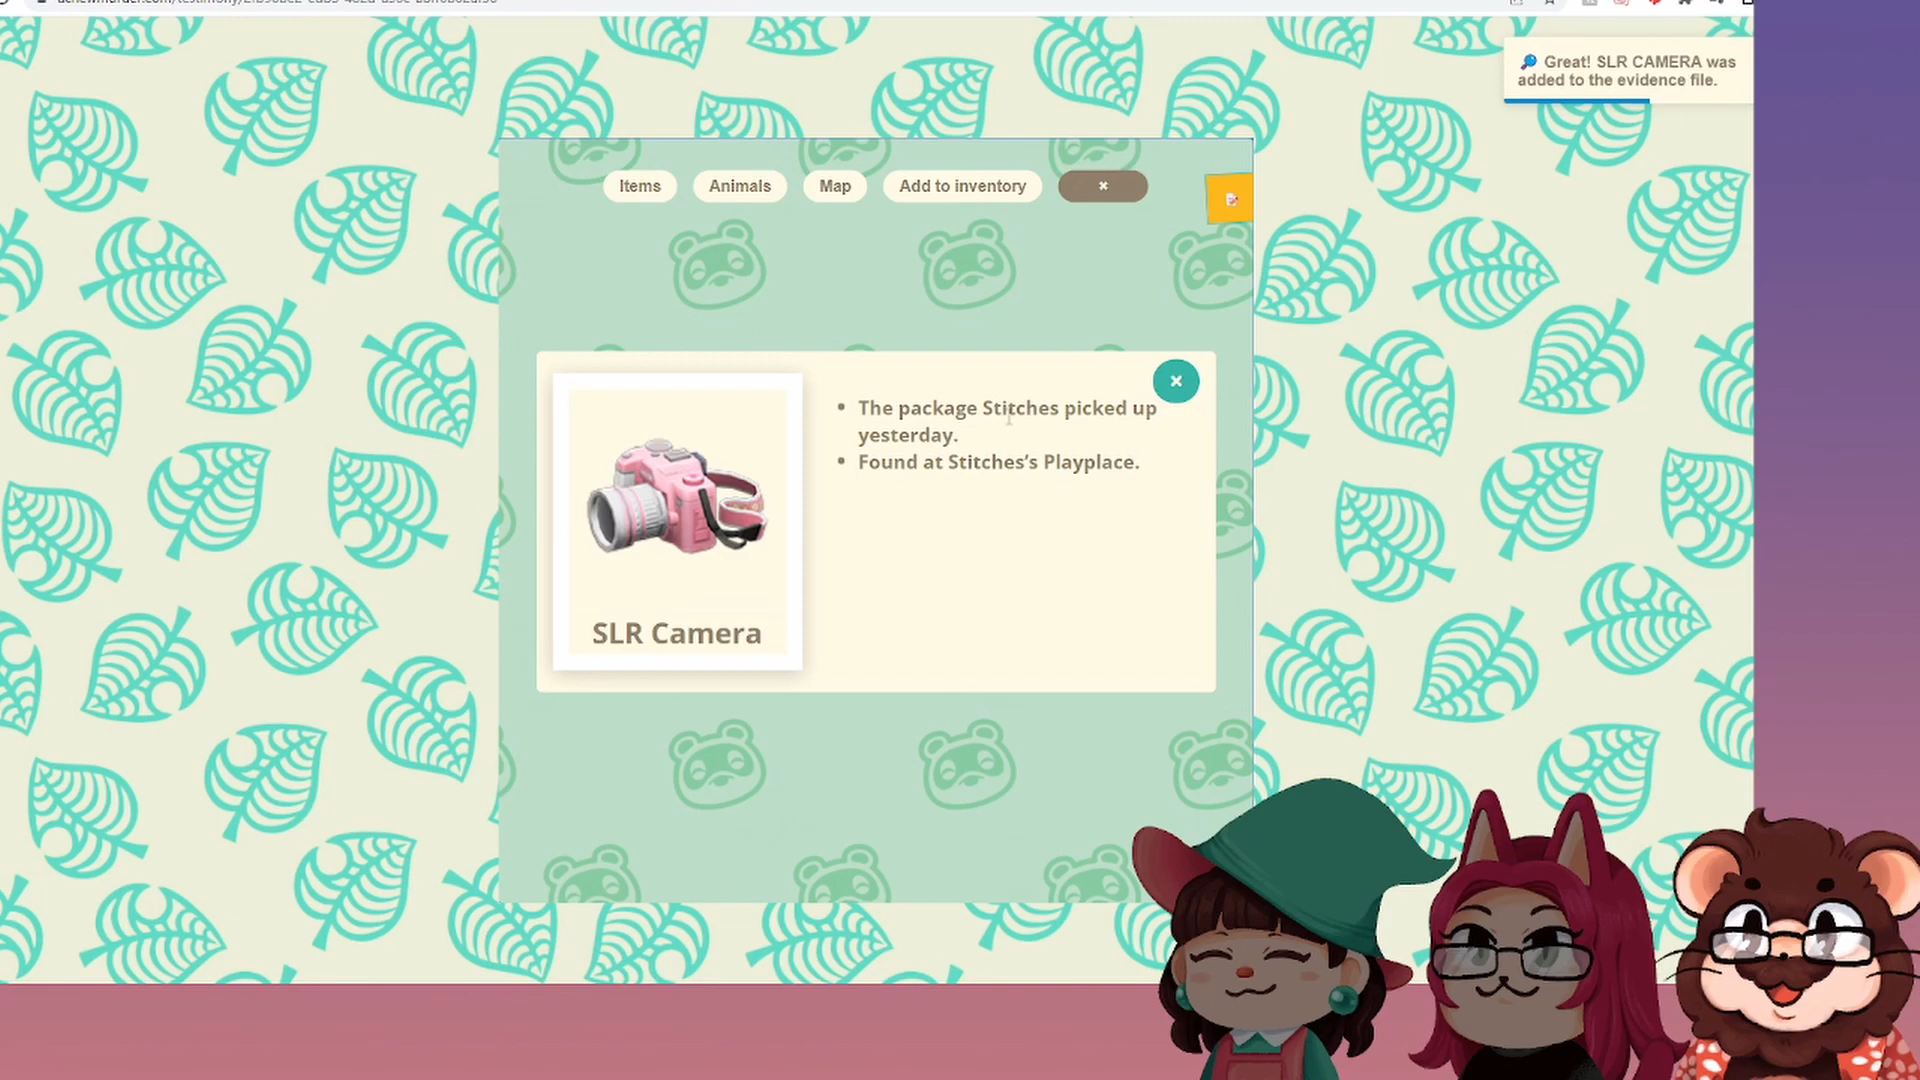 🔎 Great! SLR CAMERA was
added to the evidence file.
Items
Animals
Map
Add to inventory
×
×
• The package Stitches picked up
yesterday.
• Found at Stitches’s Playplace.
SLR Camera